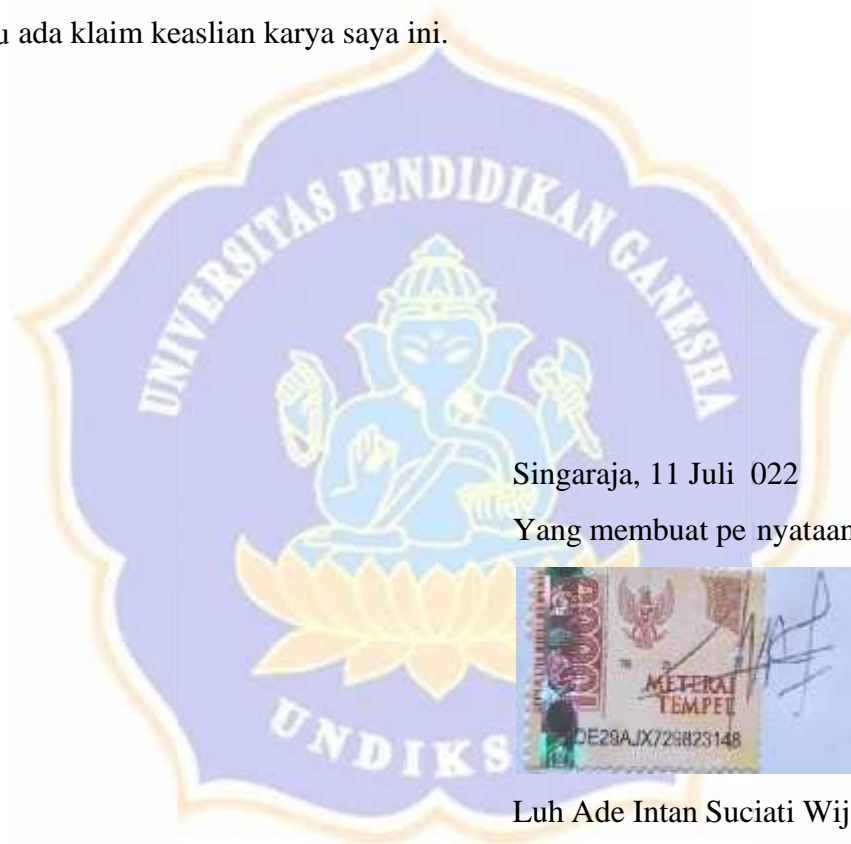 ada klaim keaslian karya saya ini.
UNIVERSITAS PENDIDIKAN GANESHA
Singaraja, 11 Juli 022
Yang membuat pe nyataan
METERAI
TEMPEL
DE29AJX729823148
UNDIKS
Luh Ade Intan Suciati Wij